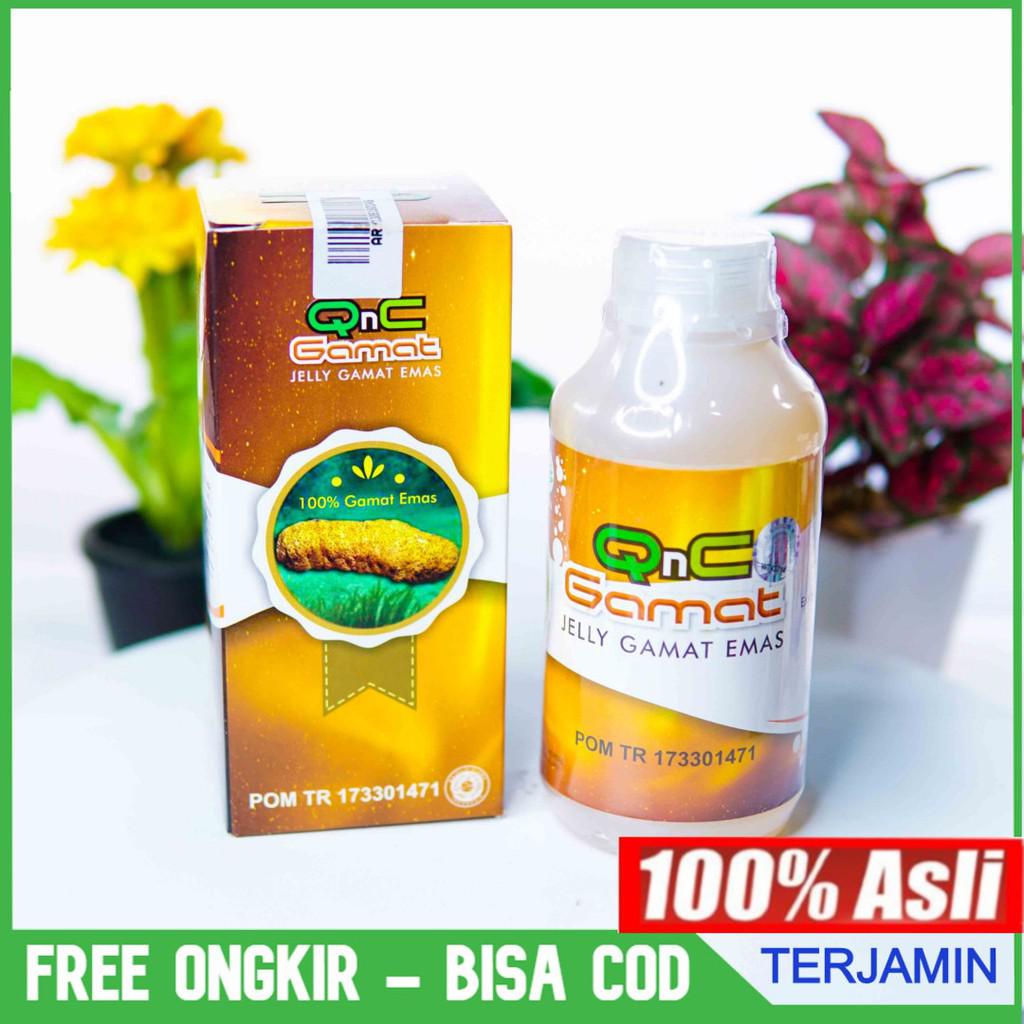 AR
QnC
Gamat
JELLY GAMAT EMAS
100% Gamat Emas
POM TR 173301471
QnC
Gamat
JELLY GAMAT EMAS
POM TR 173301471
100% Asli
TERJAMIN
FREE ONGKIR – BISA COD